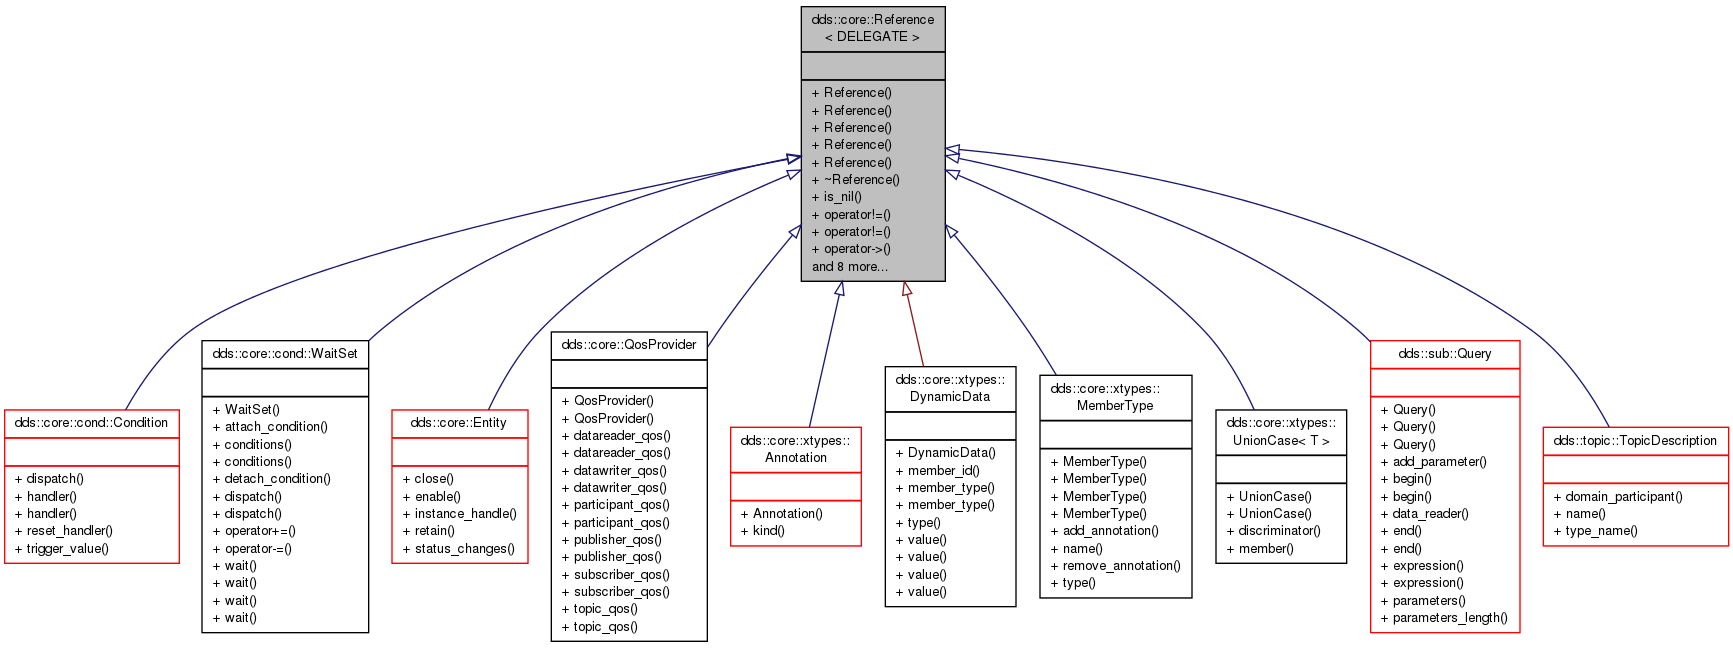 dds::core::Reference
< DELEGATE >
+ Reference()
+ Reference()
+ Reference()
+ Reference()
+ Reference()
+ ~Reference()
+ is_nil()
+ operator!=()
+ operator!=()
+ operator->()
and 8 more...
dds::core::cond::Condition
+ dispatch()
+ handler()
+ handler()
+ reset_handler()
+ trigger_value()
dds::core::cond::WaitSet
+ WaitSet()
+ attach_condition()
+ conditions()
+ conditions()
+ detach_condition()
+ dispatch()
+ dispatch()
+ operator+=()
+ operator-=()
+ wait()
+ wait()
+ wait()
+ wait()
dds::core::Entity
+ close()
+ enable()
+ instance_handle()
+ retain()
+ status_changes()
dds::core::QosProvider
+ QosProvider()
+ QosProvider()
+ datareader_qos()
+ datareader_qos()
+ datawriter_qos()
+ datawriter_qos()
+ participant_qos()
+ participant_qos()
+ publisher_qos()
+ publisher_qos()
+ subscriber_qos()
+ subscriber_qos()
+ topic_qos()
+ topic_qos()
dds::core::xtypes::
Annotation
+ Annotation()
+ kind()
dds::core::xtypes::
DynamicData
+ DynamicData()
+ member_id()
+ member_type()
+ member_type()
+ type()
+ value()
+ value()
+ value()
+ value()
dds::core::xtypes::
MemberType
+ MemberType()
+ MemberType()
+ MemberType()
+ MemberType()
+ add_annotation()
+ name()
+ remove_annotation()
+ type()
dds::core::xtypes::
UnionCase< T >
+ UnionCase()
+ UnionCase()
+ discriminator()
+ member()
dds::sub::Query
+ Query()
+ Query()
+ Query()
+ add_parameter()
+ begin()
+ begin()
+ data_reader()
+ end()
+ end()
+ expression()
+ expression()
+ parameters()
+ parameters_length()
dds::topic::TopicDescription
+ domain_participant()
+ name()
+ type_name()